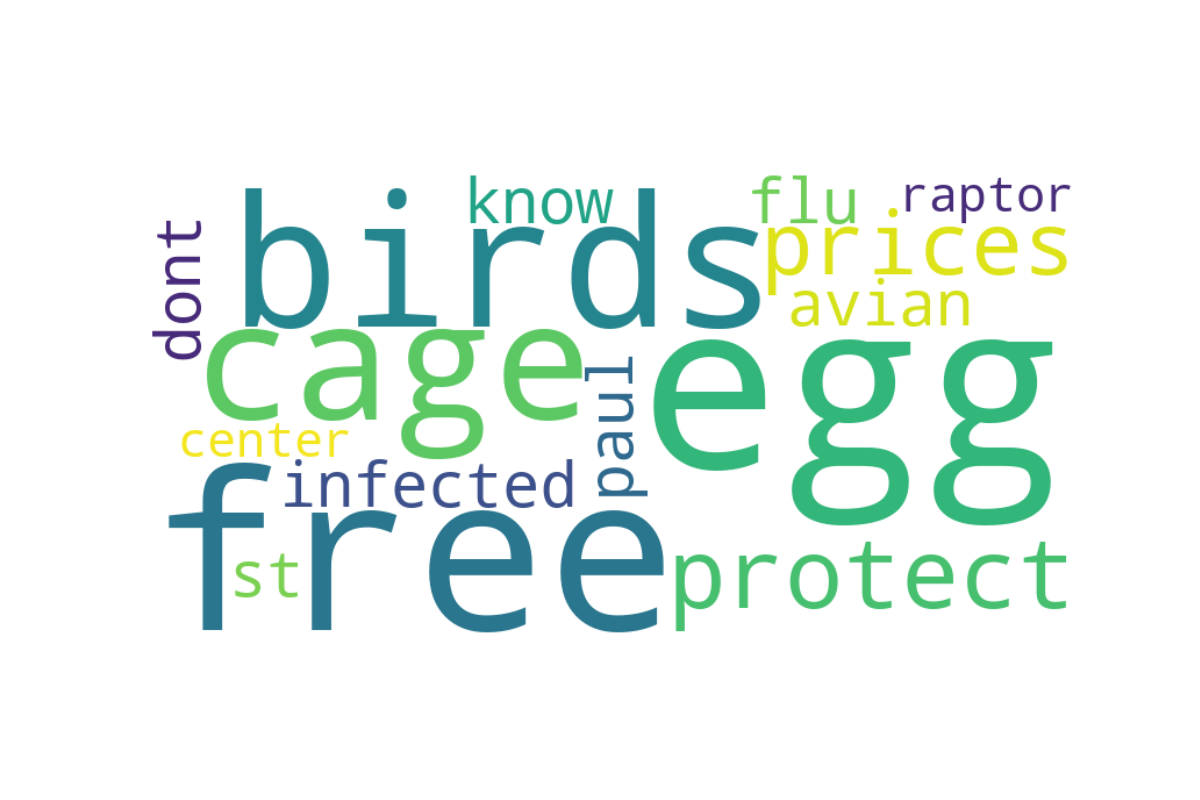 know
flu
raptor
birds
prices
dont
avian
cage
egg
paul
center
infected
free
st
protect